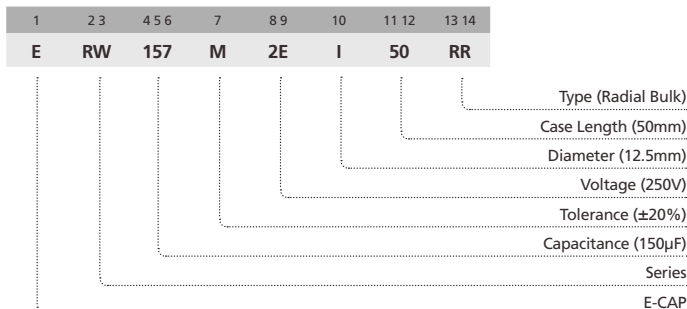 1 2 3 4 5 6 7 8 9 10 11 12 13 14
E RW 157 M 2E I 50 RR
Type (Radial Bulk)
Case Length (50mm)
Diameter (12.5mm)
Voltage (250V)
Tolerance (±20%)
Capacitance (150µF)
Series
E-CAP